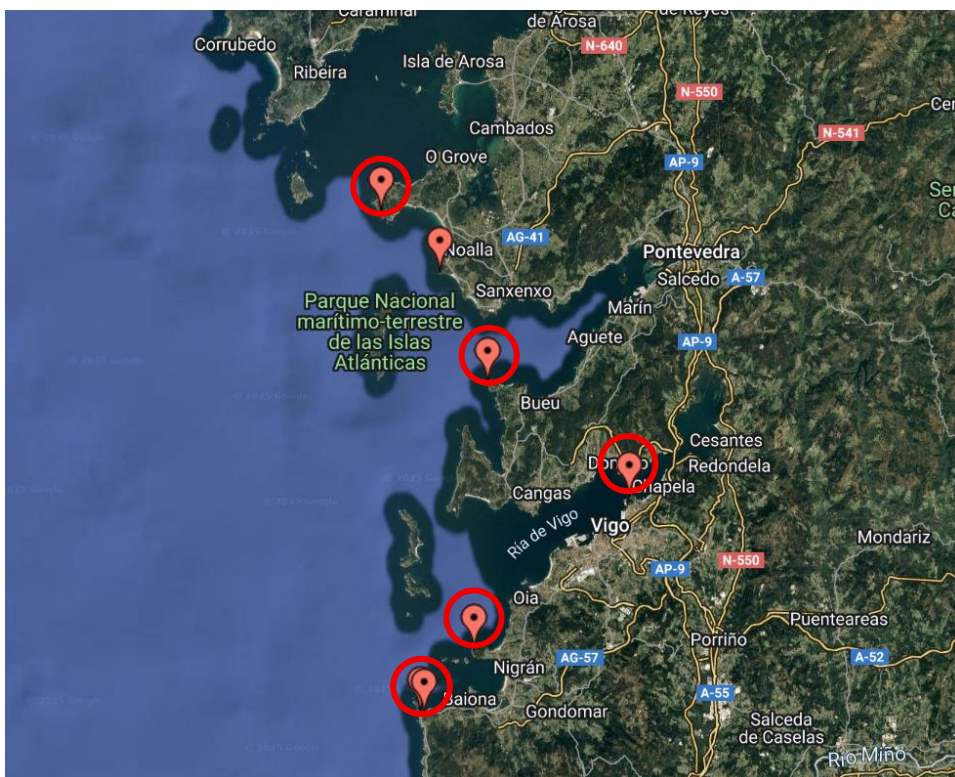 Caramiñal
de Arosa
de Reyes
Corrubedo
N-640
Isla de Arosa
Ribeira
N-550
Cambados
N-541
O Grove
AP-9
AG-41
Noalla
Pontevedra
Salcedo
A-57
Sanxenxo
Marín
Parque Nacional
marítimo-terrestre
de las Islas
Atlánticas
Aguete
AP-9
Bueu
Cesantes
Redondela
Chapela
Cangas
Ría de Vigo
Vigo
Mondariz
N-550
AP-9
Oia
Puenteareas
Porriño
Nigrán
AG-57
A-52
Baiona
A-55
Gondomar
Salceda
de Caselas
Río Miño